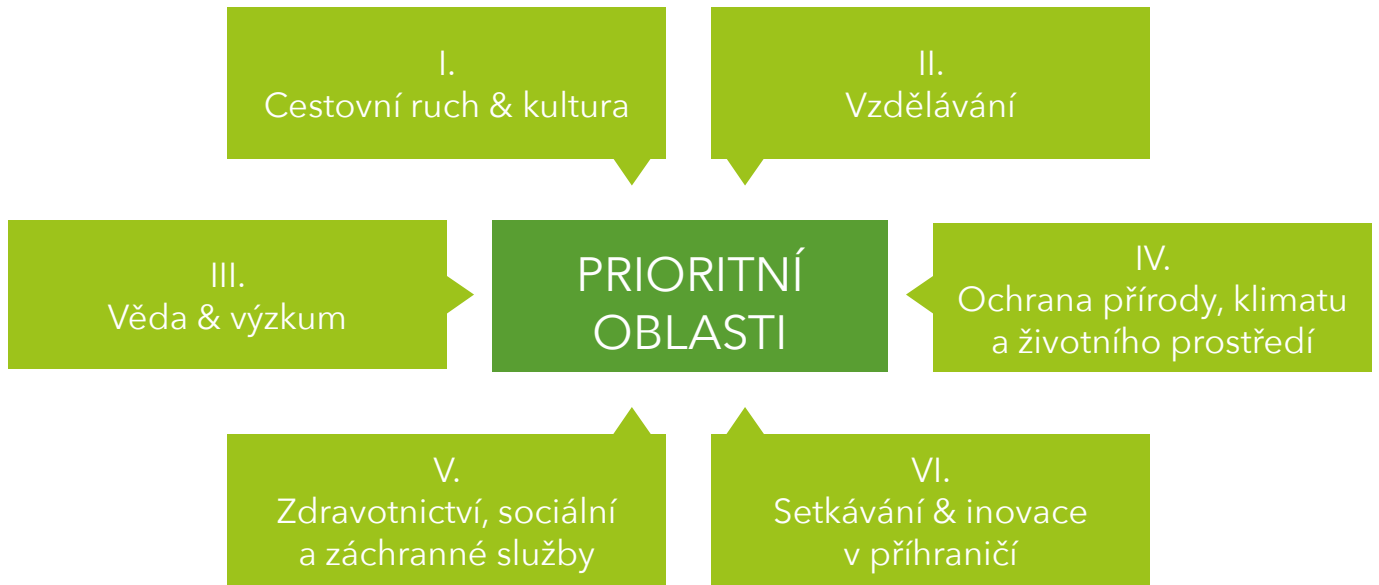 I.
Cestovní ruch & kultura
II.
Vzdělávání
III.
Věda & výzkum
PRIORITNÍ
OBLASTI
IV.
Ochrana přírody, klimatu
a životního prostředí
V.
Zdravotnictví, sociální
a záchranné služby
VI.
Setkávání & inovace
v příhraničí